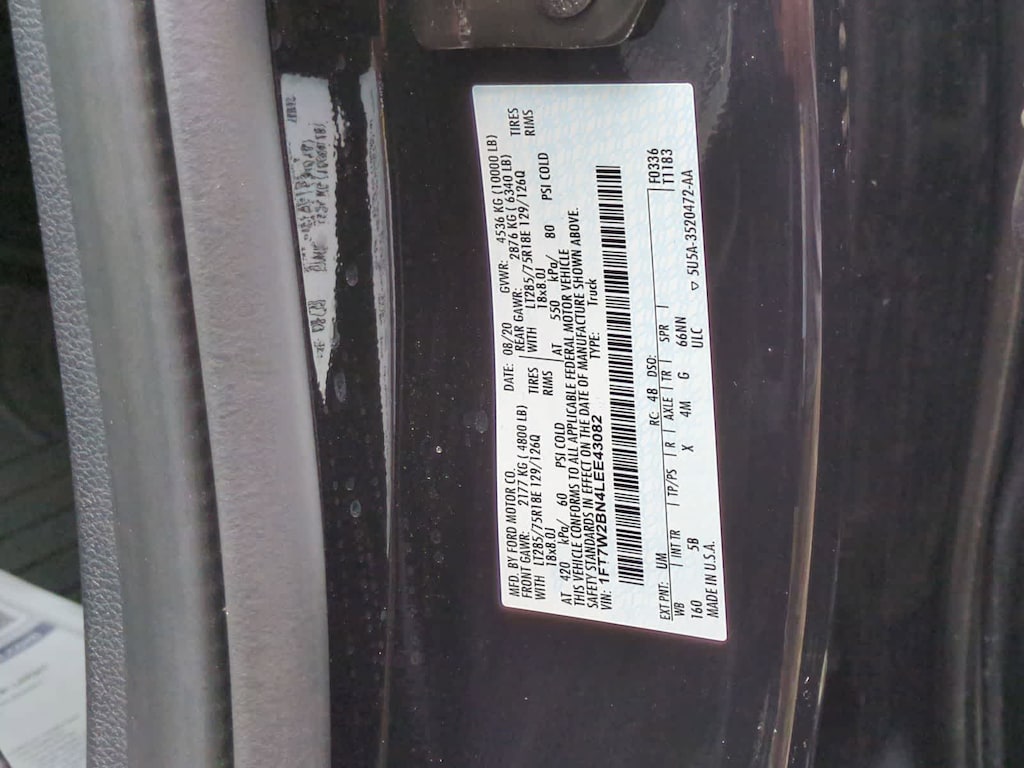 MFD. BY FORD MOTOR CO.
DATE: 08/20 GVWR: 4536 KG (10000 LB)
FRONT GAWR: 2177 KG ( 4800 LB) REAR GAWR: 2876 KG ( 6340 LB)
WITH LT285/75R18E 129/126Q TIRES WITH LT285/75R18E 129/126Q TIRES
18x8.0J RIMS 18x8.0J RIMS
AT 420 kPa/ 60 PSI COLD AT 550 kPa/ 80 PSI COLD
THIS VEHICLE CONFORMS TO ALL APPLICABLE FEDERAL MOTOR VEHICLE
SAFETY STANDARDS IN EFFECT ON THE DATE OF MANUFACTURE SHOWN ABOVE.
VIN: 1FT7W2BN4LEE43082 TYPE: Truck
EXT PNT: UM RC: 48 DSO: F0336
WB INT TR TP/PS R AXLE TR SPR T1183
160 5B X 4M G 66NN
MADE IN U.S.A. ULC ▽ 5U5A-3520472-AA